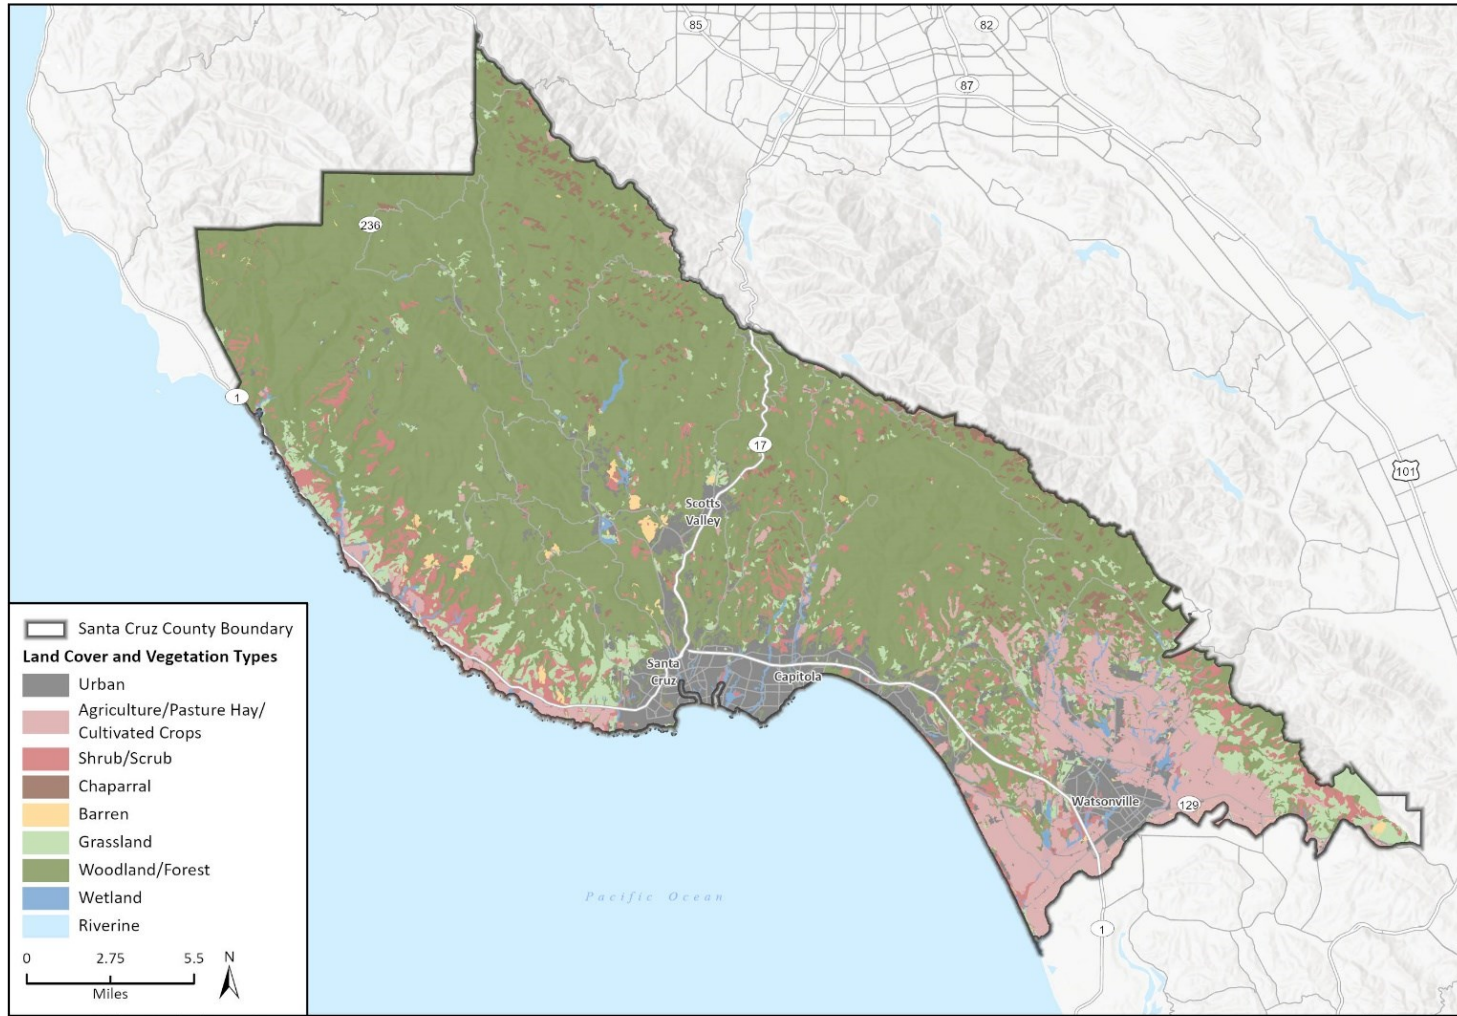 85
82
87
236
1
17
101
Scotts
Valley
Santa
Cruz
Capitola
Watsonville
129
1
Pacific Ocean
Santa Cruz County Boundary
Land Cover and Vegetation Types
Urban
Agriculture/Pasture Hay/
Cultivated Crops
Shrub/Scrub
Chaparral
Barren
Grassland
Woodland/Forest
Wetland
Riverine
0 2.75 5.5
Miles
N